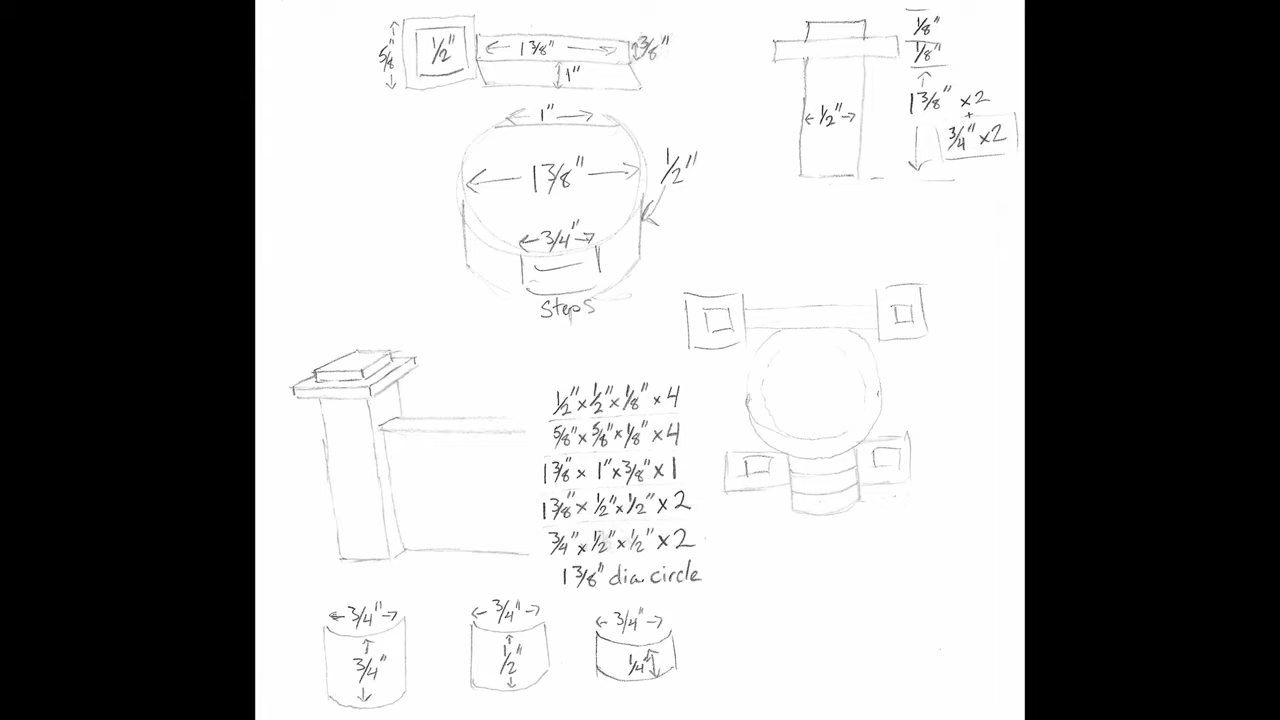 5/8"
1/2"
1 3/8"
3/8"
1"
1/8"
1/8"
1 3/8" x 2
+
3/4" x 2
1/2"
1"
1 3/8"
1/2"
3/4"
Steps
1/2" x 1/2" x 1/8" x 4
5/8" x 5/8" x 1/8" x 4
1 3/8" x 1" x 3/8" x 1
1 3/8" x 1/2" x 1/2" x 2
3/4" x 1/2" x 1/2" x 2
1 3/8" dia. circle
3/4"
3/4"
3/4"
1/2"
3/4"
1/4"